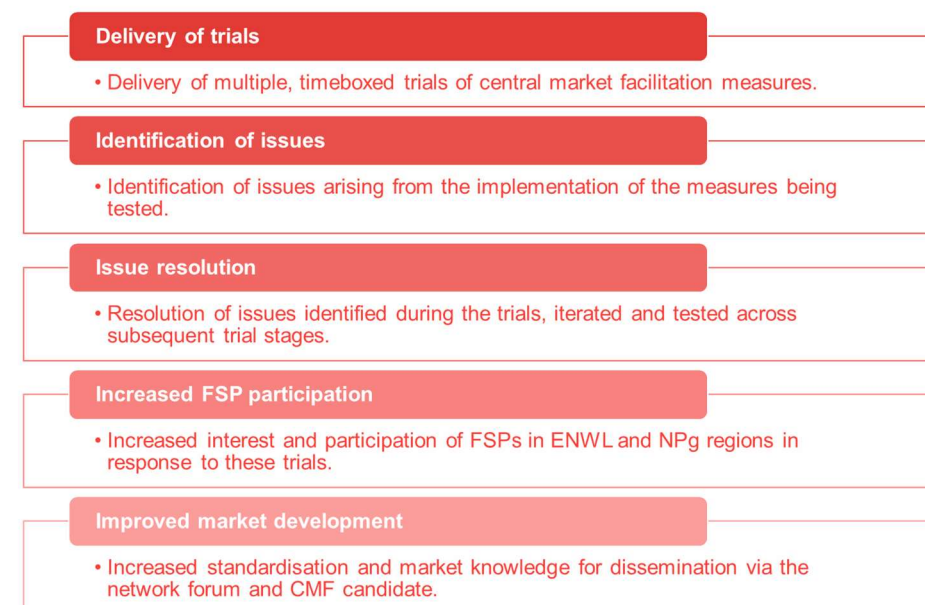 Delivery of trials
• Delivery of multiple, timeboxed trials of central market facilitation measures.
Identification of issues
• Identification of issues arising from the implementation of the measures being
tested.
Issue resolution
• Resolution of issues identified during the trials, iterated and tested across
subsequent trial stages.
Increased FSP participation
• Increased interest and participation of FSPs in ENWL and NPg regions in
response to these trials.
Improved market development
• Increased standardisation and market knowledge for dissemination via the
network forum and CMF candidate.